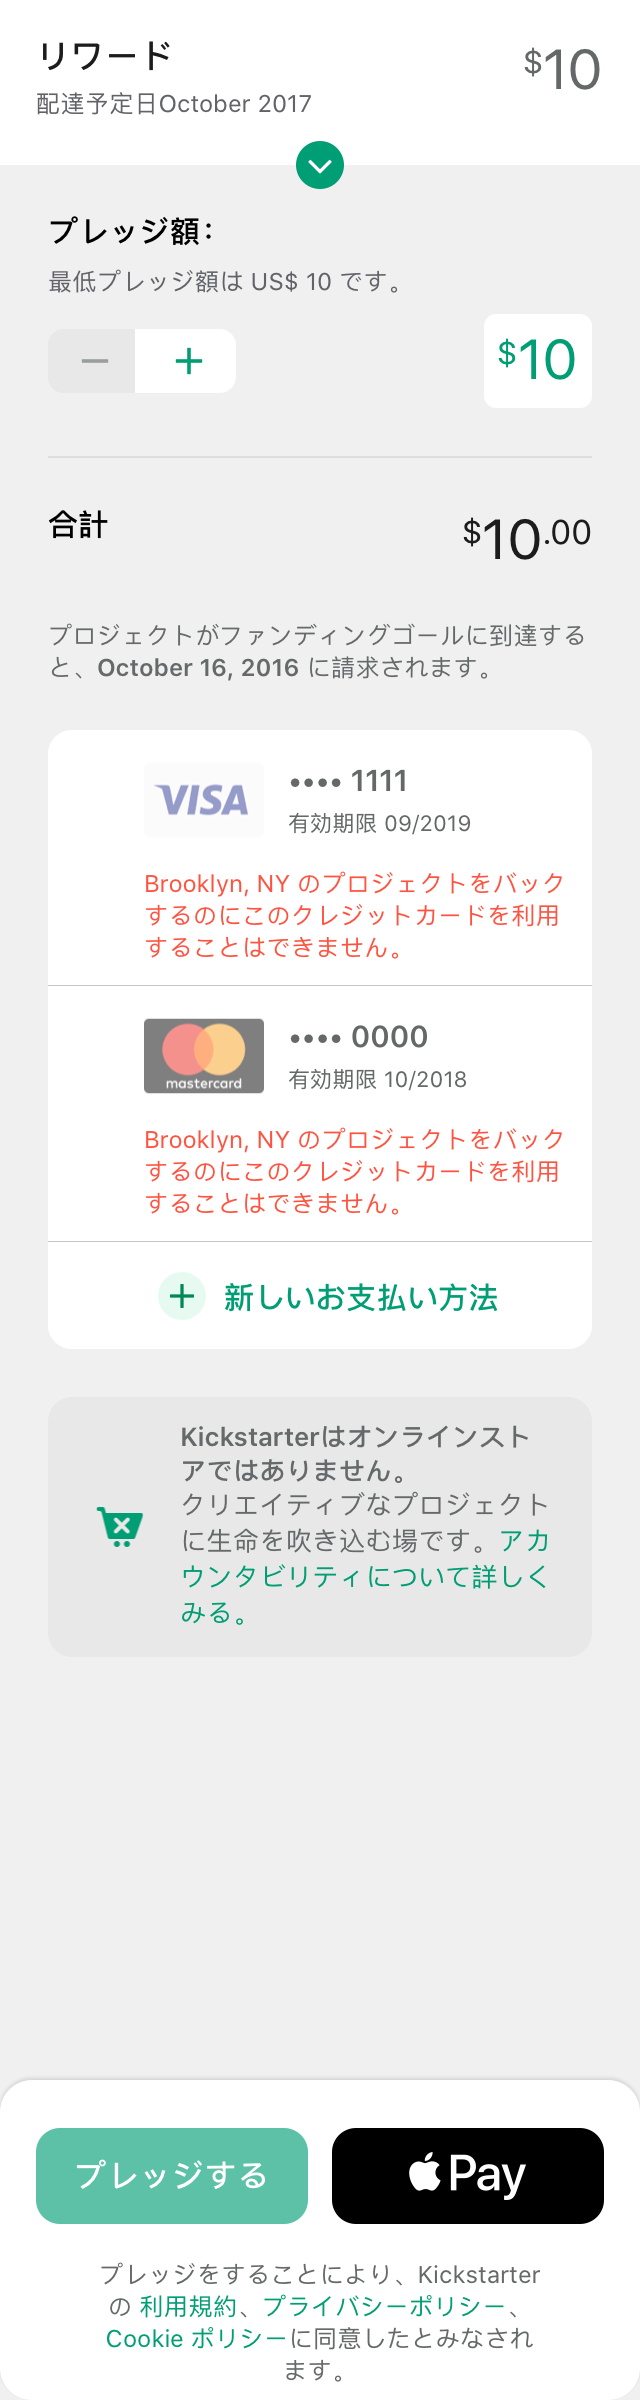 リワード
$10
配達予定日October 2017
プレッジ額：
最低プレッジ額は US$ 10 です。
$10
合計
$10.00
プロジェクトがファンディングゴールに到達する
と、October 16, 2016 に請求されます。
VISA
•••• 1111
有効期限 09/2019
Brooklyn, NY のプロジェクトをバック
するのにこのクレジットカードを利用
することはできません。
mastercard
•••• 0000
有効期限 10/2018
Brooklyn, NY のプロジェクトをバック
するのにこのクレジットカードを利用
することはできません。
新しいお支払い方法
Kickstarterはオンラインスト
アではありません。
クリエイティブなプロジェクト
に生命を吹き込む場です。アカ
ウンタビリティについて詳しく
みる。
プレッジする
Pay
プレッジをすることにより、Kickstarter
の 利用規約、プライバシーポリシー、
Cookie ポリシーに同意したとみなされ
ます。